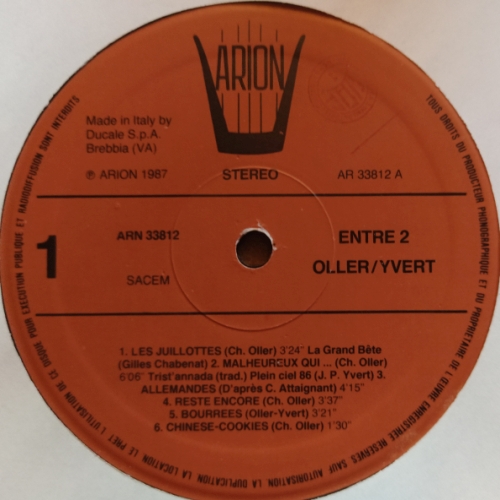 ARION
Made in Italy by
Ducale S.p.A.
Brebbia (VA)
℗ ARION 1987
STEREO
AR 33812 A
1
ARN 33812
SACEM
ENTRE 2
OLLER/YVERT
1. LES JUILLOTTES (Ch. Oller) 3'24" La Grand Bète
(Gilles Chabenat) 2. MALHEUREUX QUI ... (Ch. Oller)
6'06" Trist'annada (trad.) Plein ciel 86 (J. P. Yvert) 3.
ALLEMANDES (D'après C. Attaignant) 4'15"
4. RESTE ENCORE (Ch. Oller) 3'37"
5. BOURREES (Oller-Yvert) 3'21"
6. CHINESE-COOKIES (Ch. Oller) 1'30"
TOUS DROITS DU PRODUCTEUR PHONOGRAPHIQUE ET DU PROPRIETAIRE DE L'ŒUVRE ENREGISTREE RESERVES SAUF AUTORISATION LA DUPLICATION LE PRET L'UTILISATION DE CE DISQUE POUR EXECUTION PUBLIQUE ET RADIODIFFUSION SONT INTERDITS